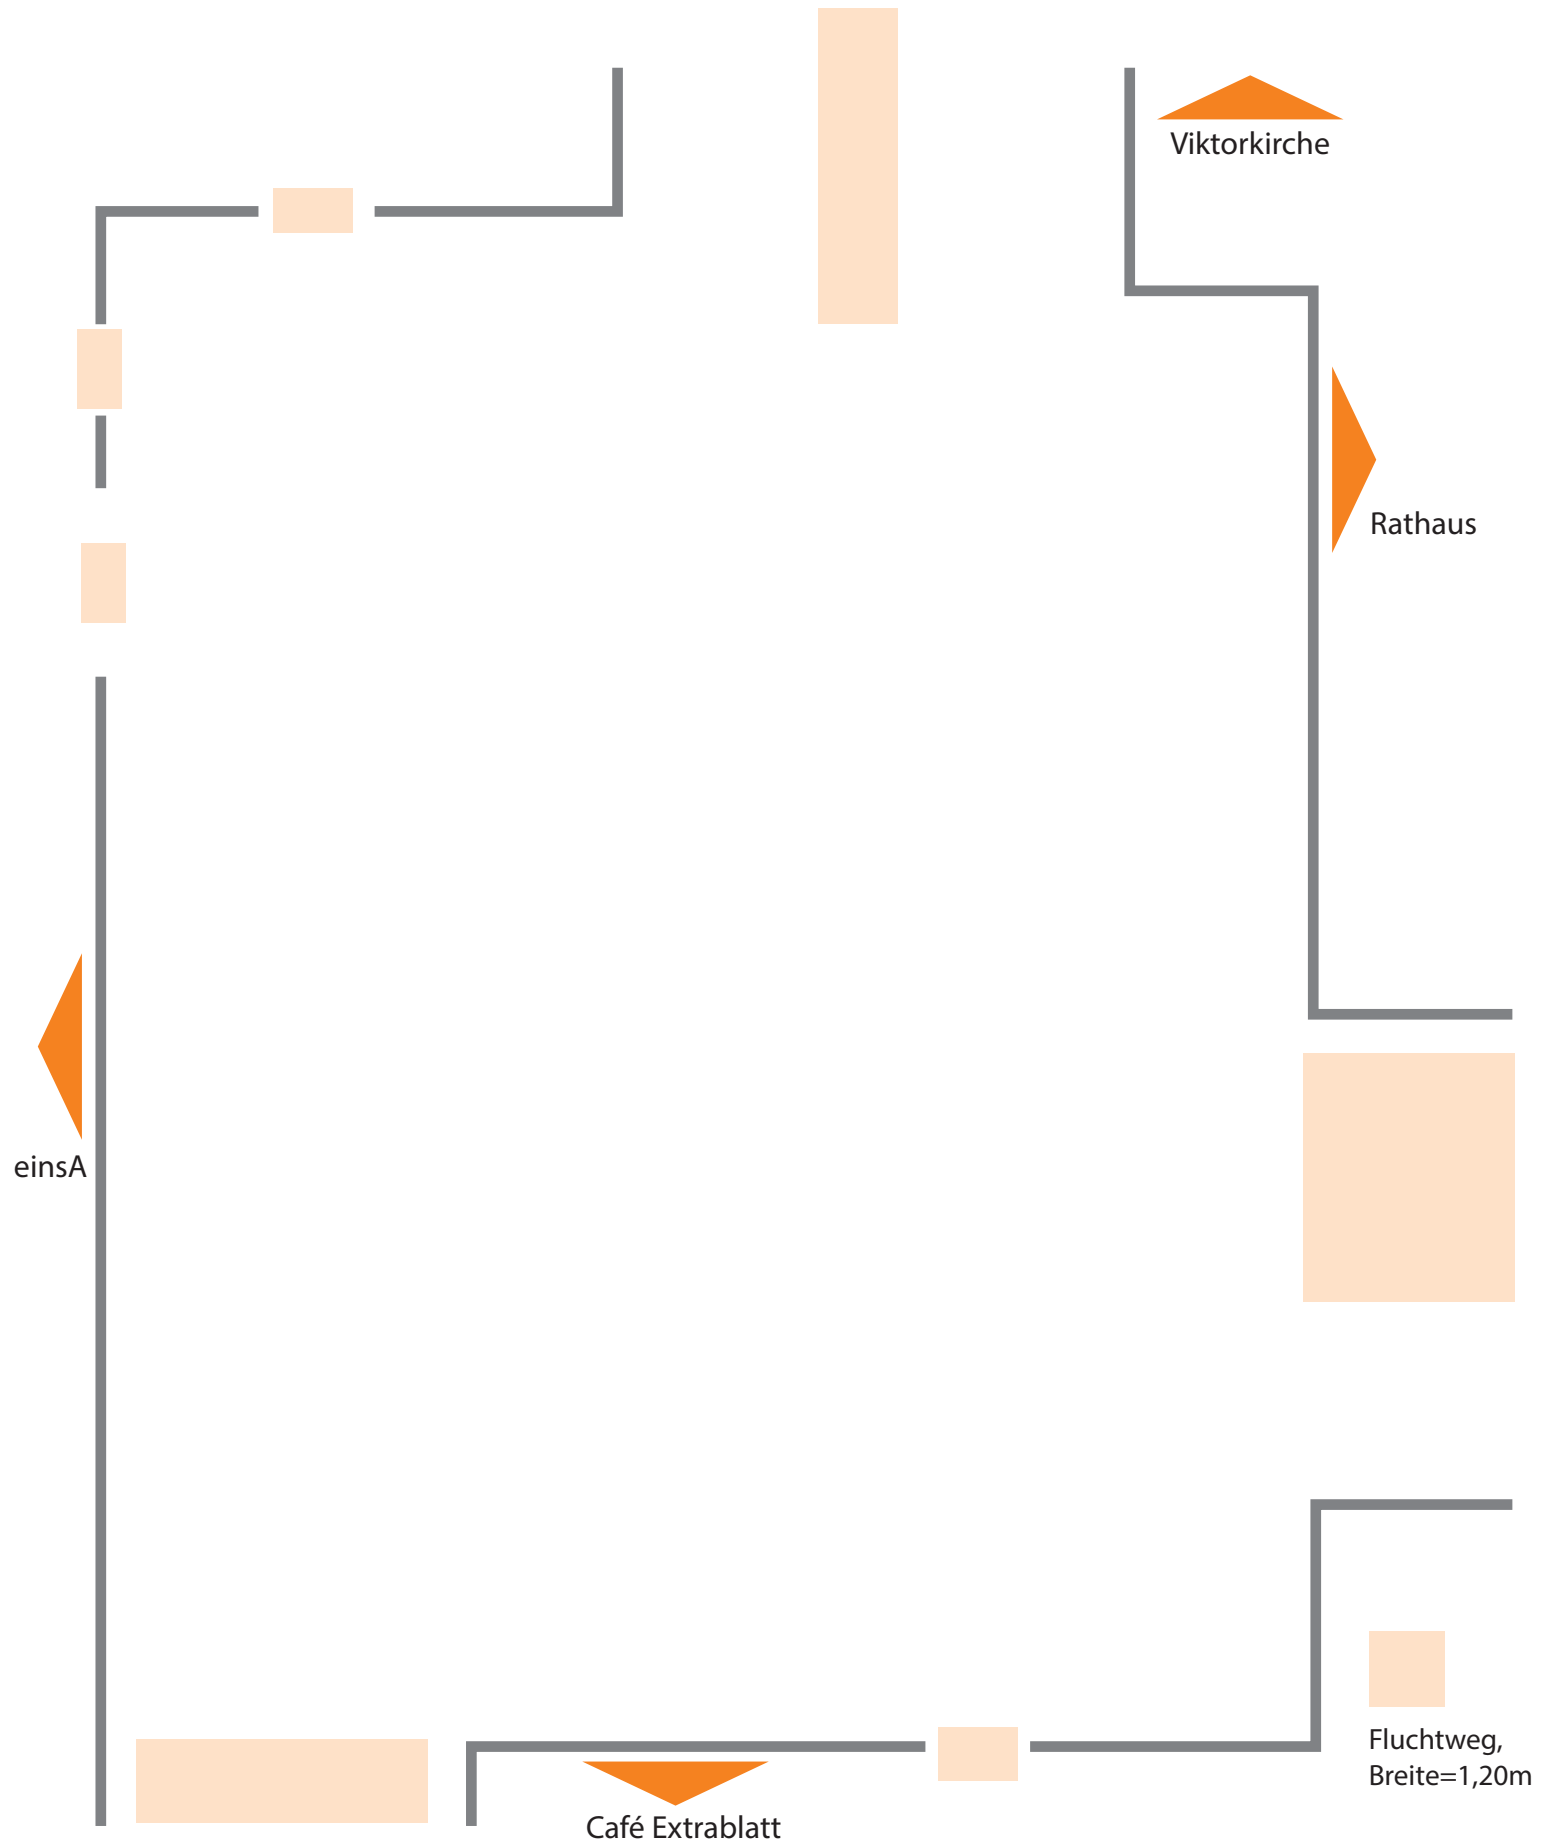 Viktorkirche
Rathaus
einsA
Fluchtweg,
Breite=1,20m
Café Extrablatt